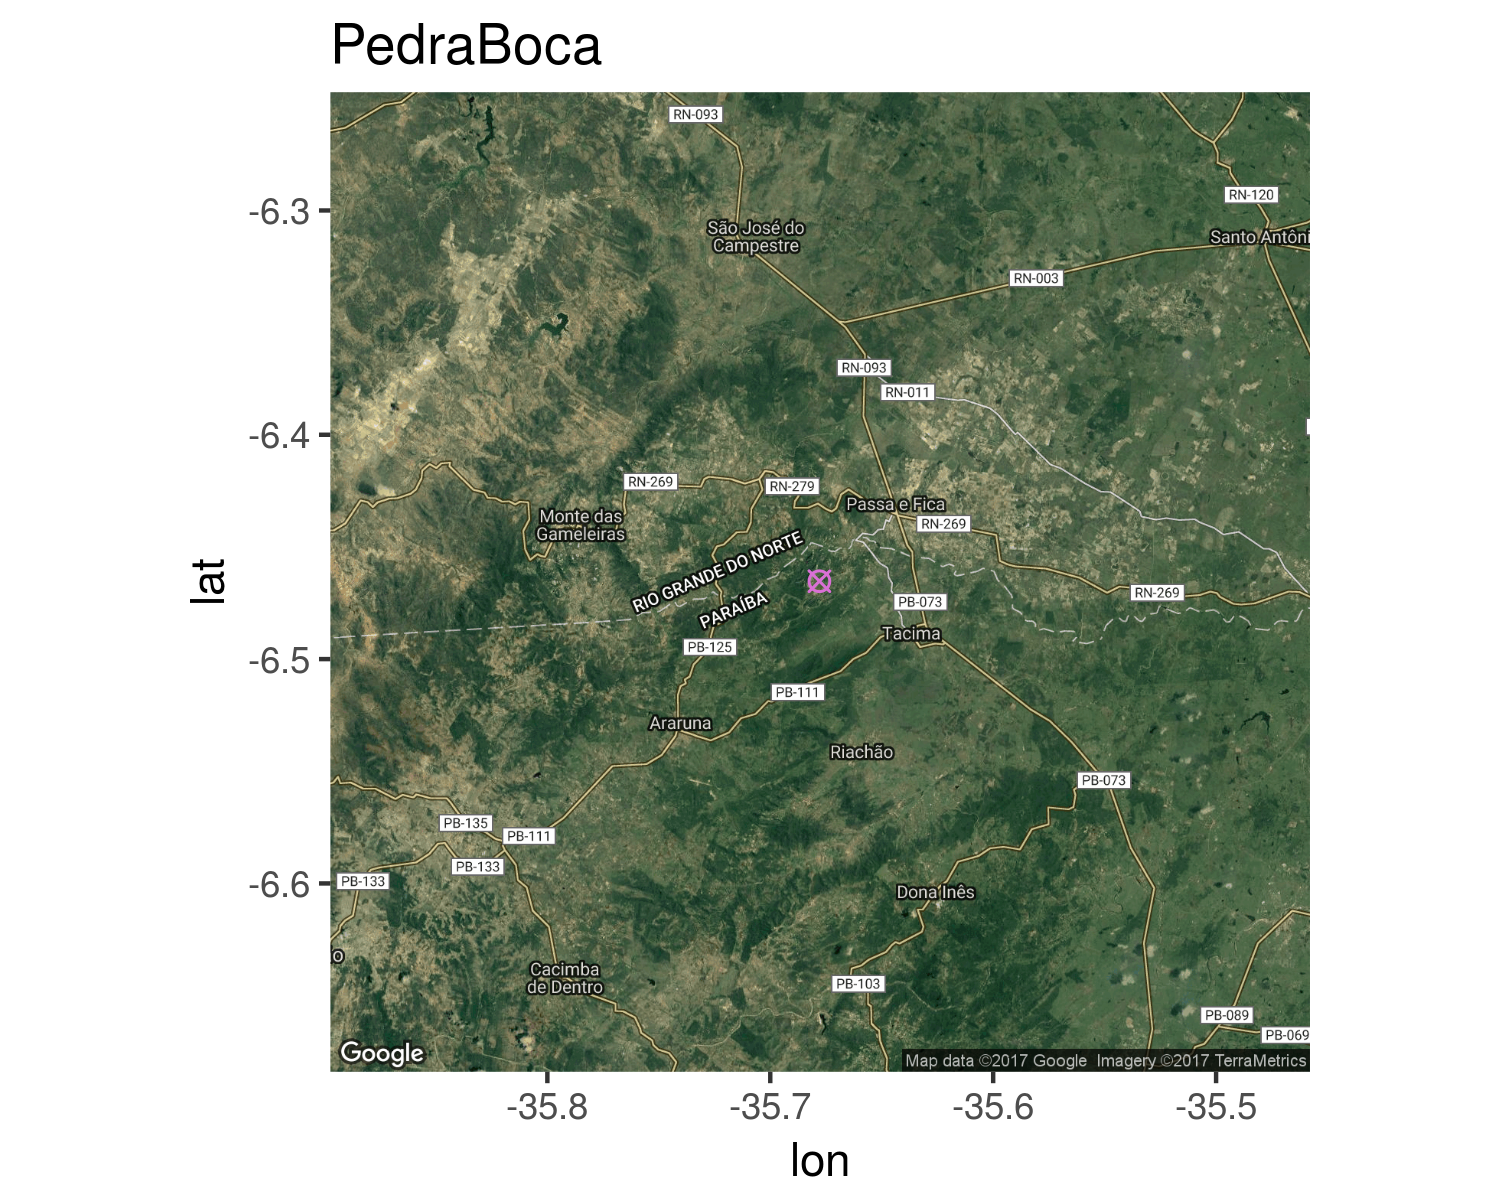 PedraBoca
RN-093
RN-120
-6.3
São José do
Campestre
Santo Antôni
RN-003
RN-093
RN-011
-6.4
RN-269
RN-279
Passa e Fica
Monte das
Gameleiras
RN-269
RIO GRANDE DO NORTE
PARAÍBA
lat
RN-269
PB-073
Tacima
PB-125
-6.5
PB-111
Araruna
Riachão
PB-073
PB-135
PB-111
PB-133
PB-133
-6.6
Dona Inês
o
Cacimba
de Dentro
PB-103
PB-089
PB-069
Google
Map data ©2017 Google Imagery ©2017 TerraMetrics
-35.8
-35.7
-35.6
-35.5
lon